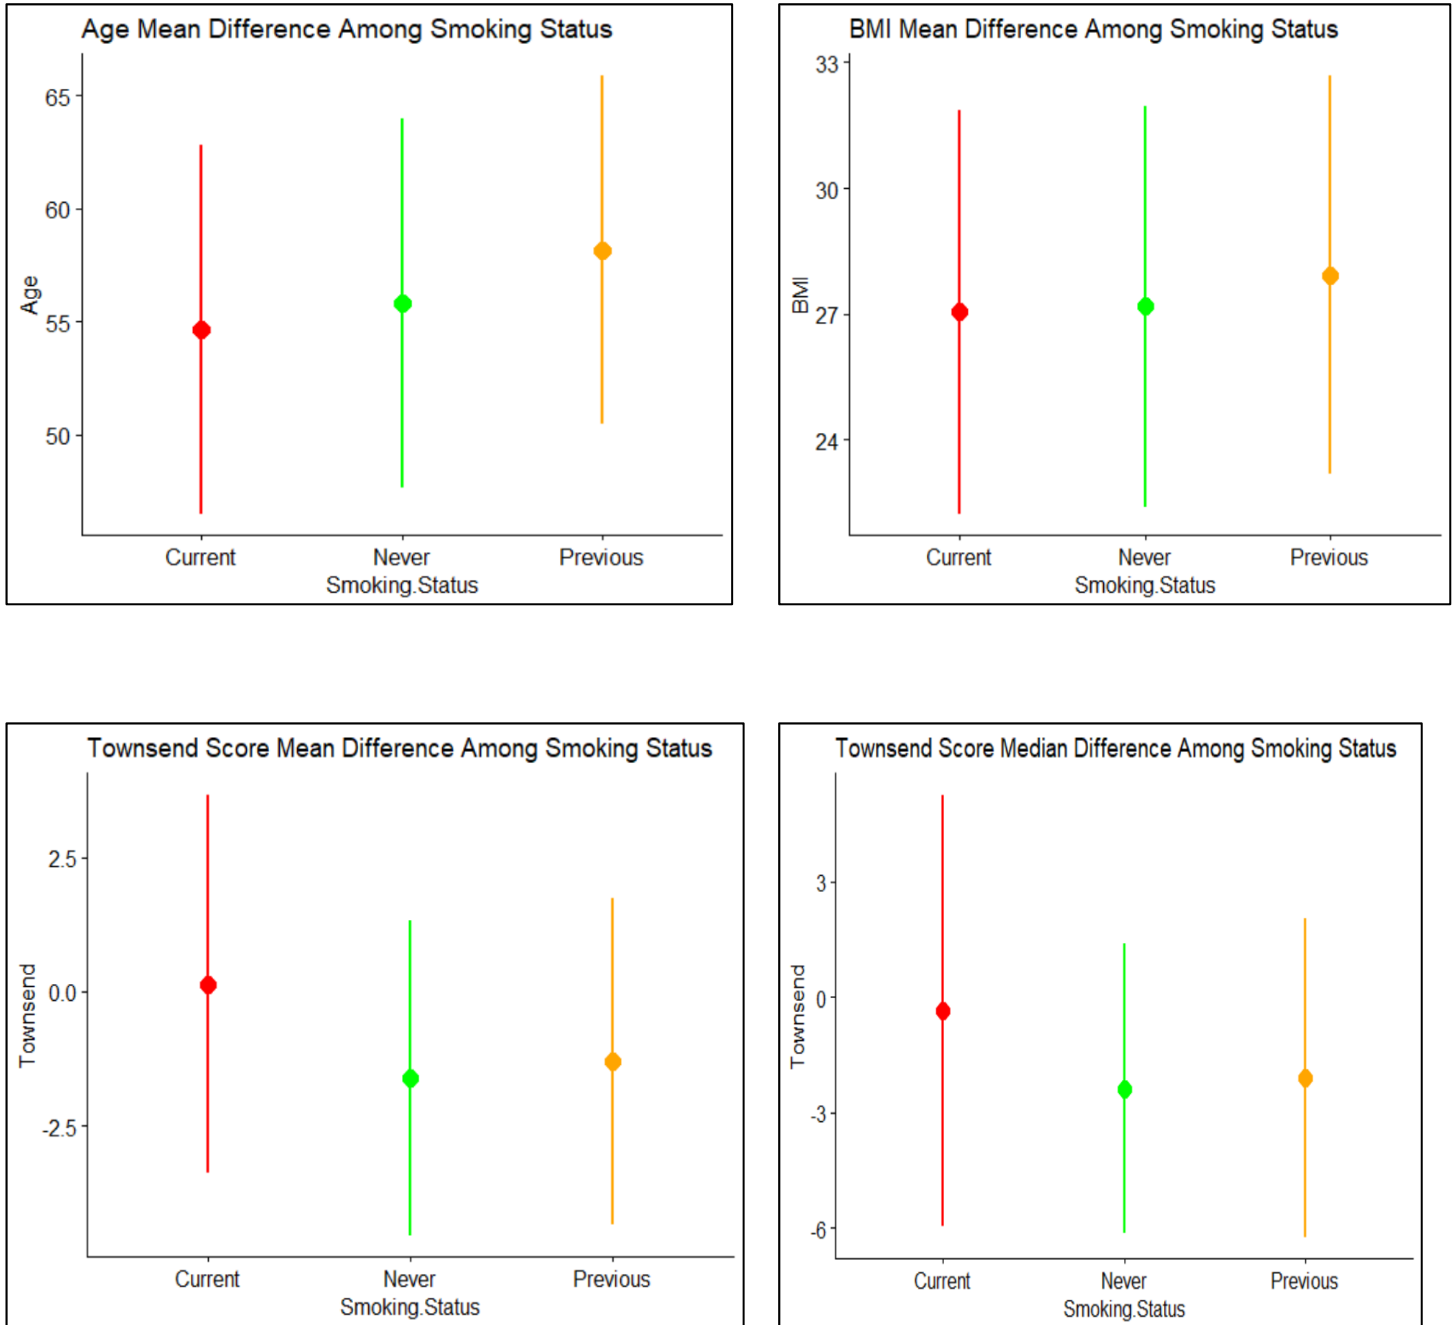 Age Mean Difference Among Smoking Status
65
60
55
50
Age
Current Never Previous
Smoking.Status
BMI Mean Difference Among Smoking Status
33
30
27
24
BMI
Current Never Previous
Smoking.Status
Townsend Score Mean Difference Among Smoking Status
2.5
0.0
-2.5
Townsend
Current Never Previous
Smoking.Status
Townsend Score Median Difference Among Smoking Status
3
0
-3
-6
Townsend
Current Never Previous
Smoking.Status